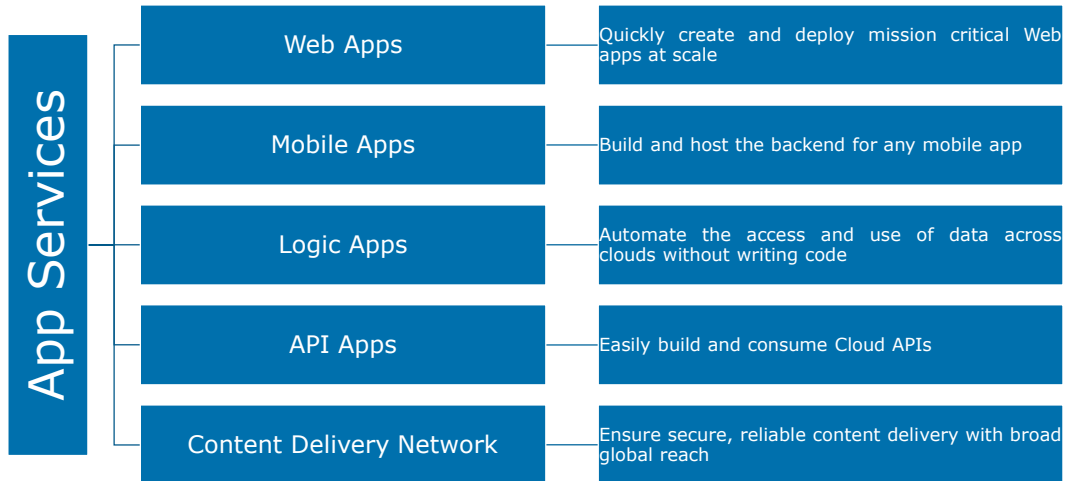 App Services
Web Apps
Quickly create and deploy mission critical Web
apps at scale
Mobile Apps
Build and host the backend for any mobile app
Logic Apps
Automate the access and use of data across
clouds without writing code
API Apps
Easily build and consume Cloud APIs
Content Delivery Network
Ensure secure, reliable content delivery with broad
global reach